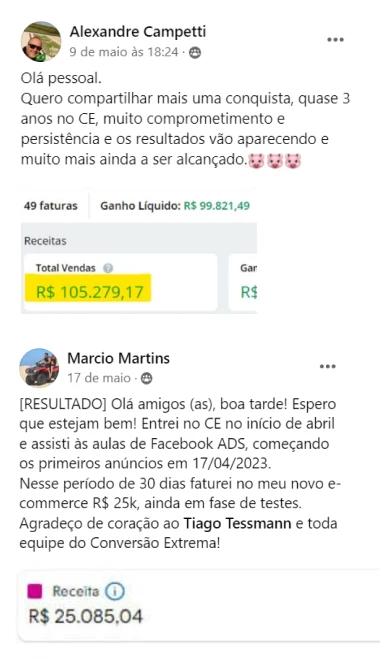 Alexandre Campetti
9 de maio às 18:24 ·
Olá pessoal.
Quero compartilhar mais uma conquista, quase 3
anos no CE, muito comprometimento e
persistência e os resultados vão aparecendo e
muito mais ainda a ser alcançado.🐷🐷🐷
49 faturas Ganho Líquido: R$ 99.821,49
Receitas
Total Vendas Gar
R$ 105.279,17 R$
Marcio Martins
17 de maio ·
[RESULTADO] Olá amigos (as), boa tarde! Espero
que estejam bem! Entrei no CE no início de abril
e assisti às aulas de Facebook ADS, começando
os primeiros anúncios em 17/04/2023.
Nesse período de 30 dias faturei no meu novo e-
commerce R$ 25k, ainda em fase de testes.
Agradeço de coração ao Tiago Tessmann e toda
equipe do Conversão Extrema!
Receita
R$ 25.085,04